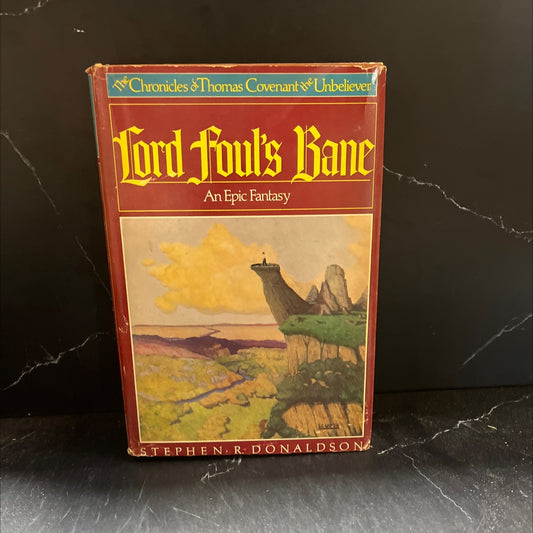 The Chronicles of Thomas Covenant the Unbeliever
Lord Foul's Bane
An Epic Fantasy
STEPHEN · R · DONALDSON